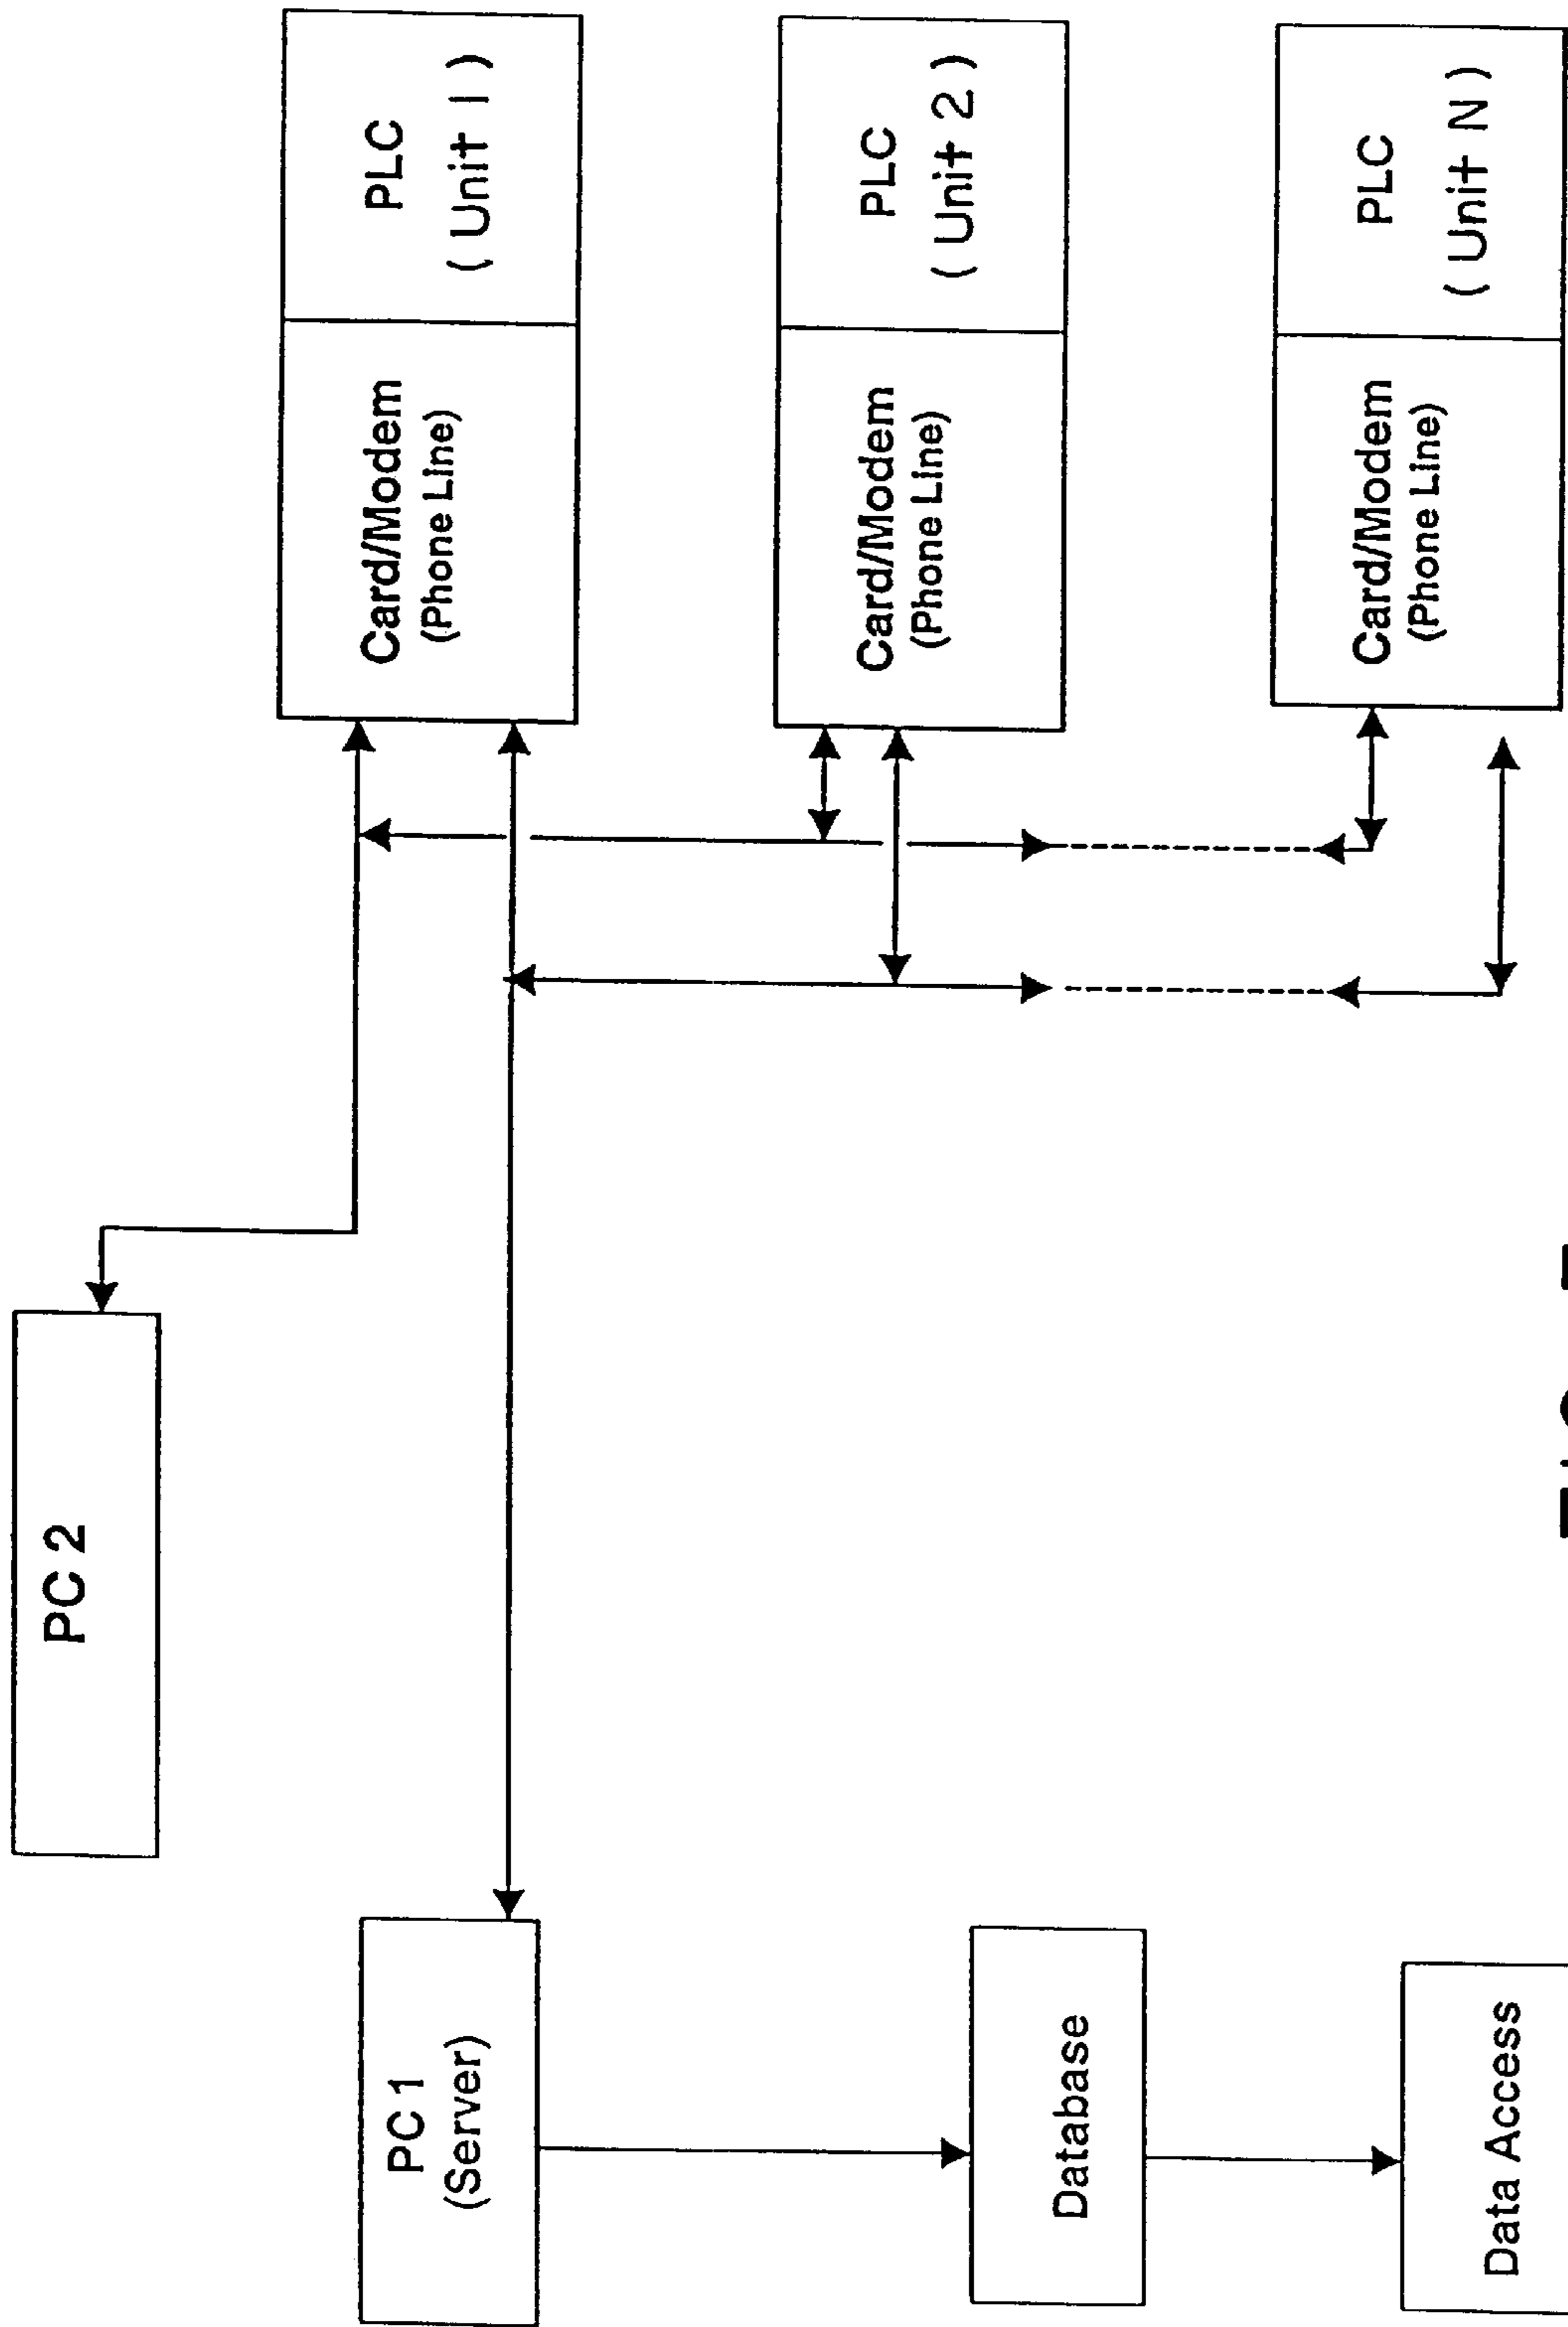 PC 2
PC 1
(Server)
Card/Modem
(Phone Line)
PLC
( Unit 1 )
Card/Modem
(Phone Line)
PLC
( Unit 2 )
Database
Card/Modem
(Phone Line)
PLC
( Unit N )
Data Access